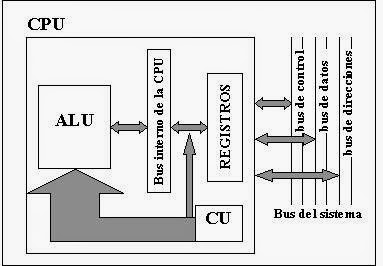 CPU
ALU
Bus interno de la CPU
REGISTROS
CU
bus de control
bus de datos
bus de direcciones
Bus del sistema